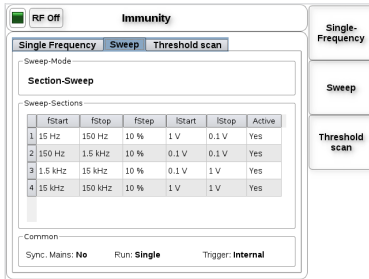 RF Off Immunity
Single Frequency Sweep Threshold scan
Sweep-Mode
Section-Sweep
Sweep-Sections
fStart fStop fStep lStart lStop Active
1 15 Hz 150 Hz 10 % 1 V 0.1 V Yes
2 150 Hz 1.5 kHz 10 % 0.1 V 0.1 V Yes
3 1.5 kHz 15 kHz 10 % 0.1 V 1 V Yes
4 15 kHz 150 kHz 10 % 1 V 1 V Yes
Common
Sync. Mains: No Run: Single Trigger: Internal
Single-
Frequency
Sweep
Threshold
scan